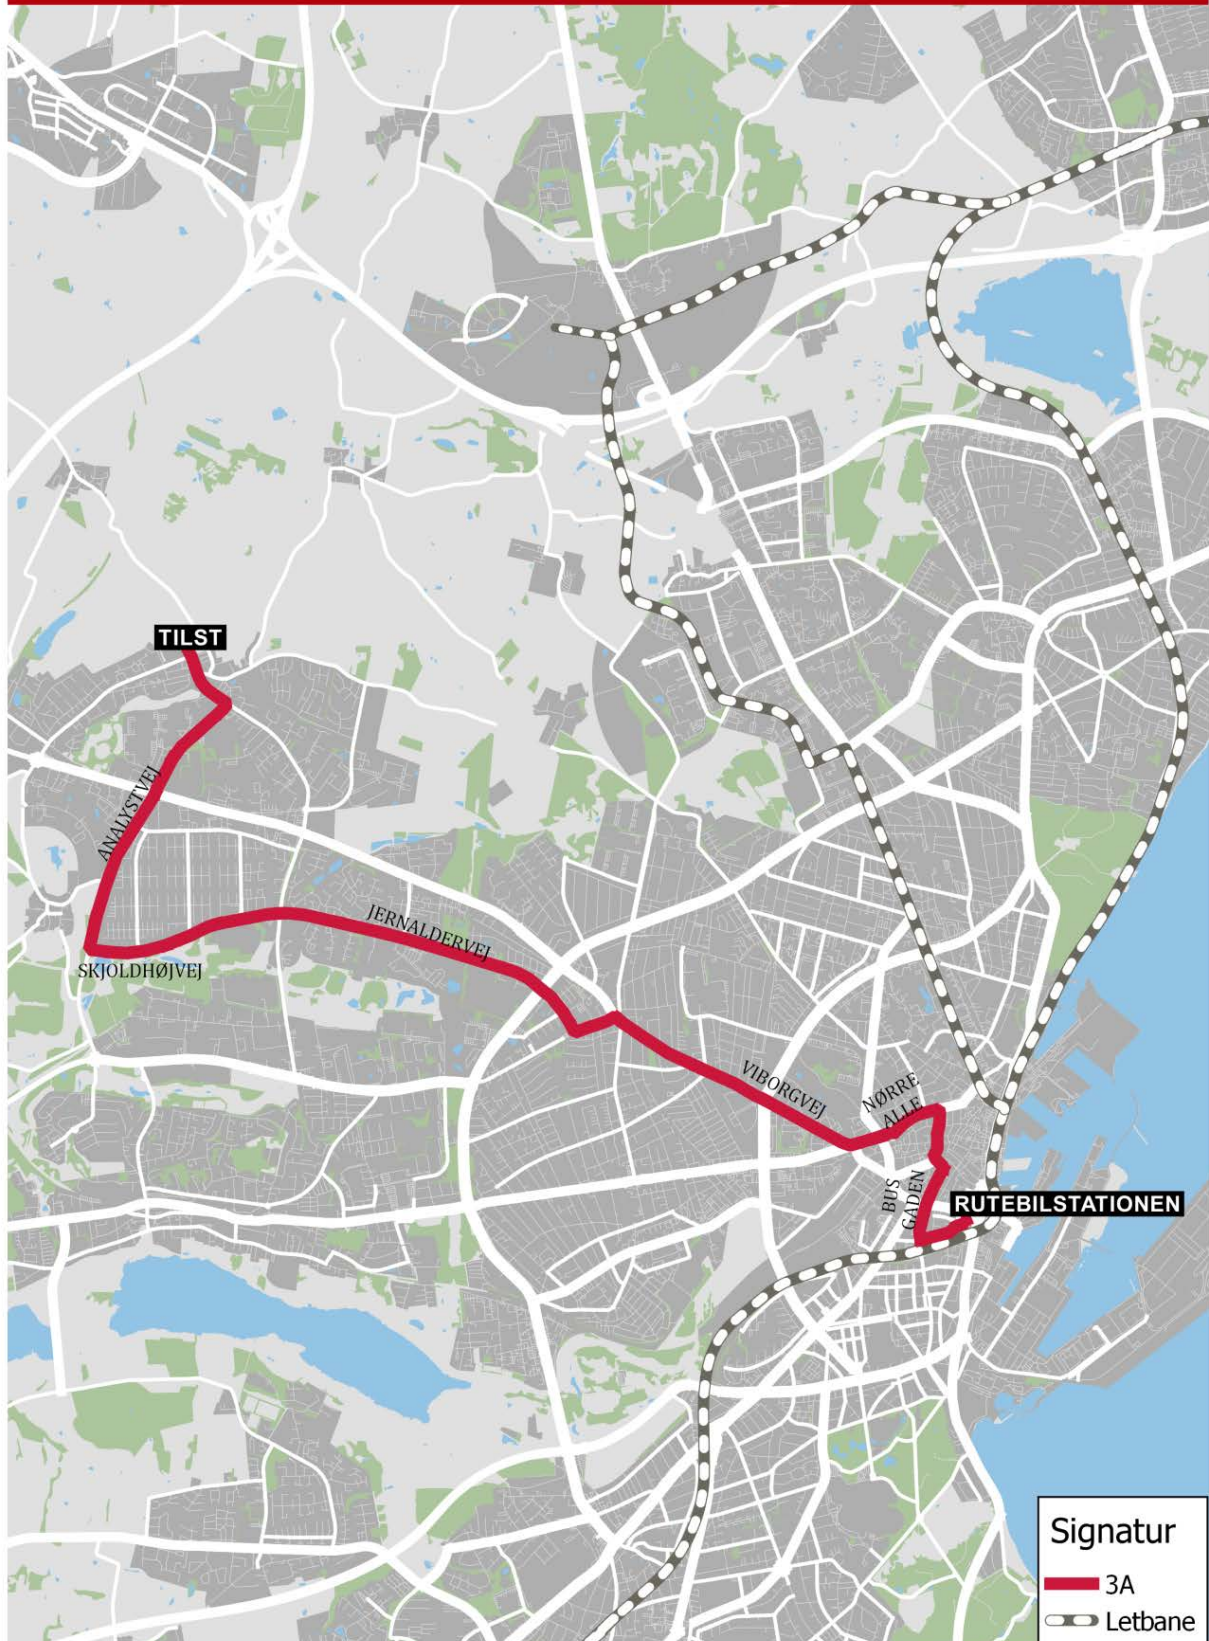 TILST
ANALYSTVEJ
JERNALDERVEJ
SKJOLDHØJVEJ
VIBORGVEJ
NØRRE
ALLE
BUS
GADEN
RUTEBILSTATIONEN
Signatur
3A
Letbane